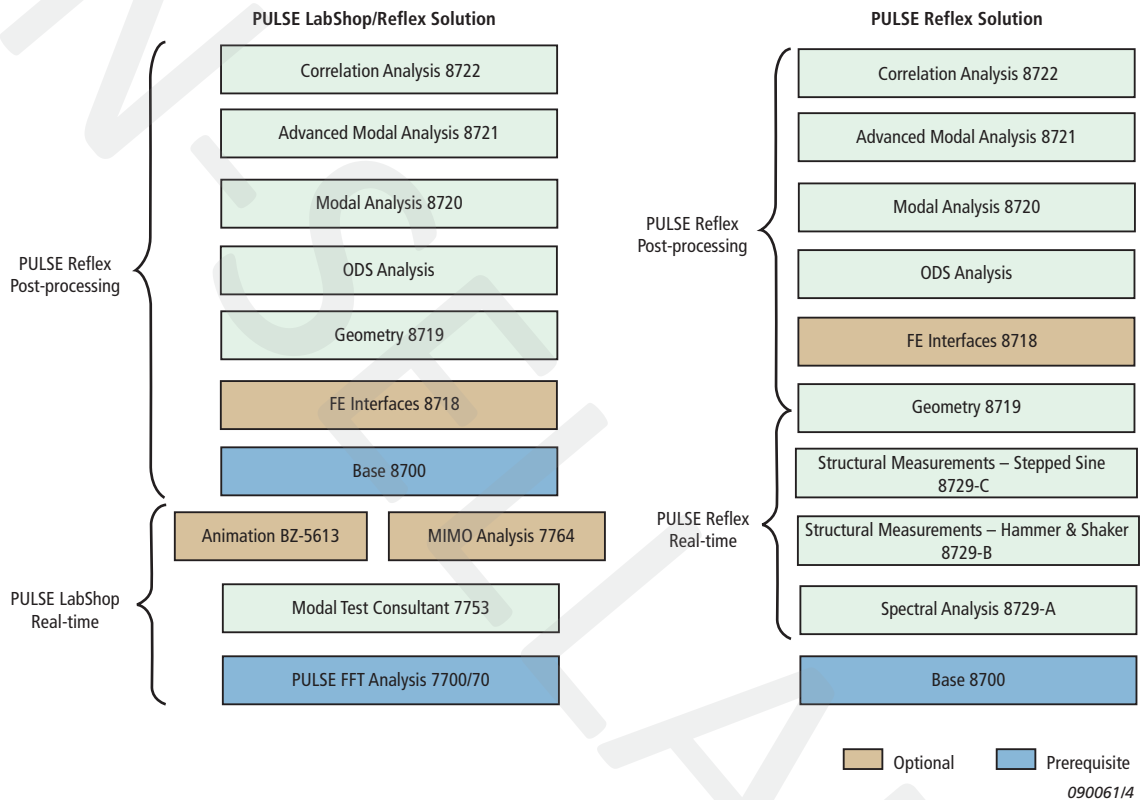 PULSE LabShop/Reflex Solution
Correlation Analysis 8722
Advanced Modal Analysis 8721
Modal Analysis 8720
ODS Analysis
Geometry 8719
FE Interfaces 8718
Base 8700
PULSE Reflex
Post-processing
Animation BZ-5613
MIMO Analysis 7764
Modal Test Consultant 7753
PULSE FFT Analysis 7700/70
PULSE LabShop
Real-time
PULSE Reflex Solution
Correlation Analysis 8722
Advanced Modal Analysis 8721
Modal Analysis 8720
ODS Analysis
FE Interfaces 8718
Geometry 8719
PULSE Reflex
Post-processing
Structural Measurements – Stepped Sine
8729-C
Structural Measurements – Hammer & Shaker
8729-B
Spectral Analysis 8729-A
PULSE Reflex
Real-time
Base 8700
Optional
Prerequisite
090061/4